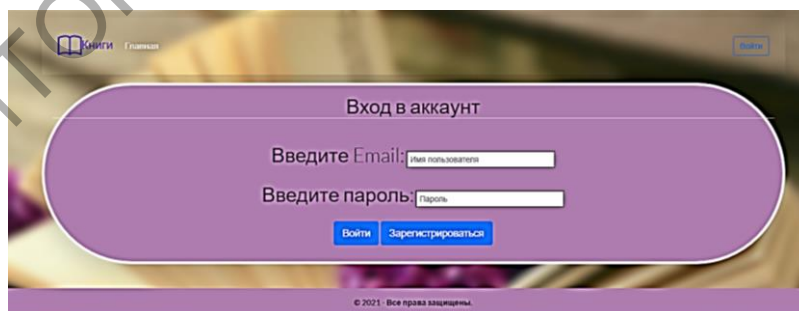 Книги Главная Войти
Вход в аккаунт
Введите Email: Имя пользователя
Введите пароль: Пароль
Войти Зарегистрироваться
© 2021 - Все права защищены.